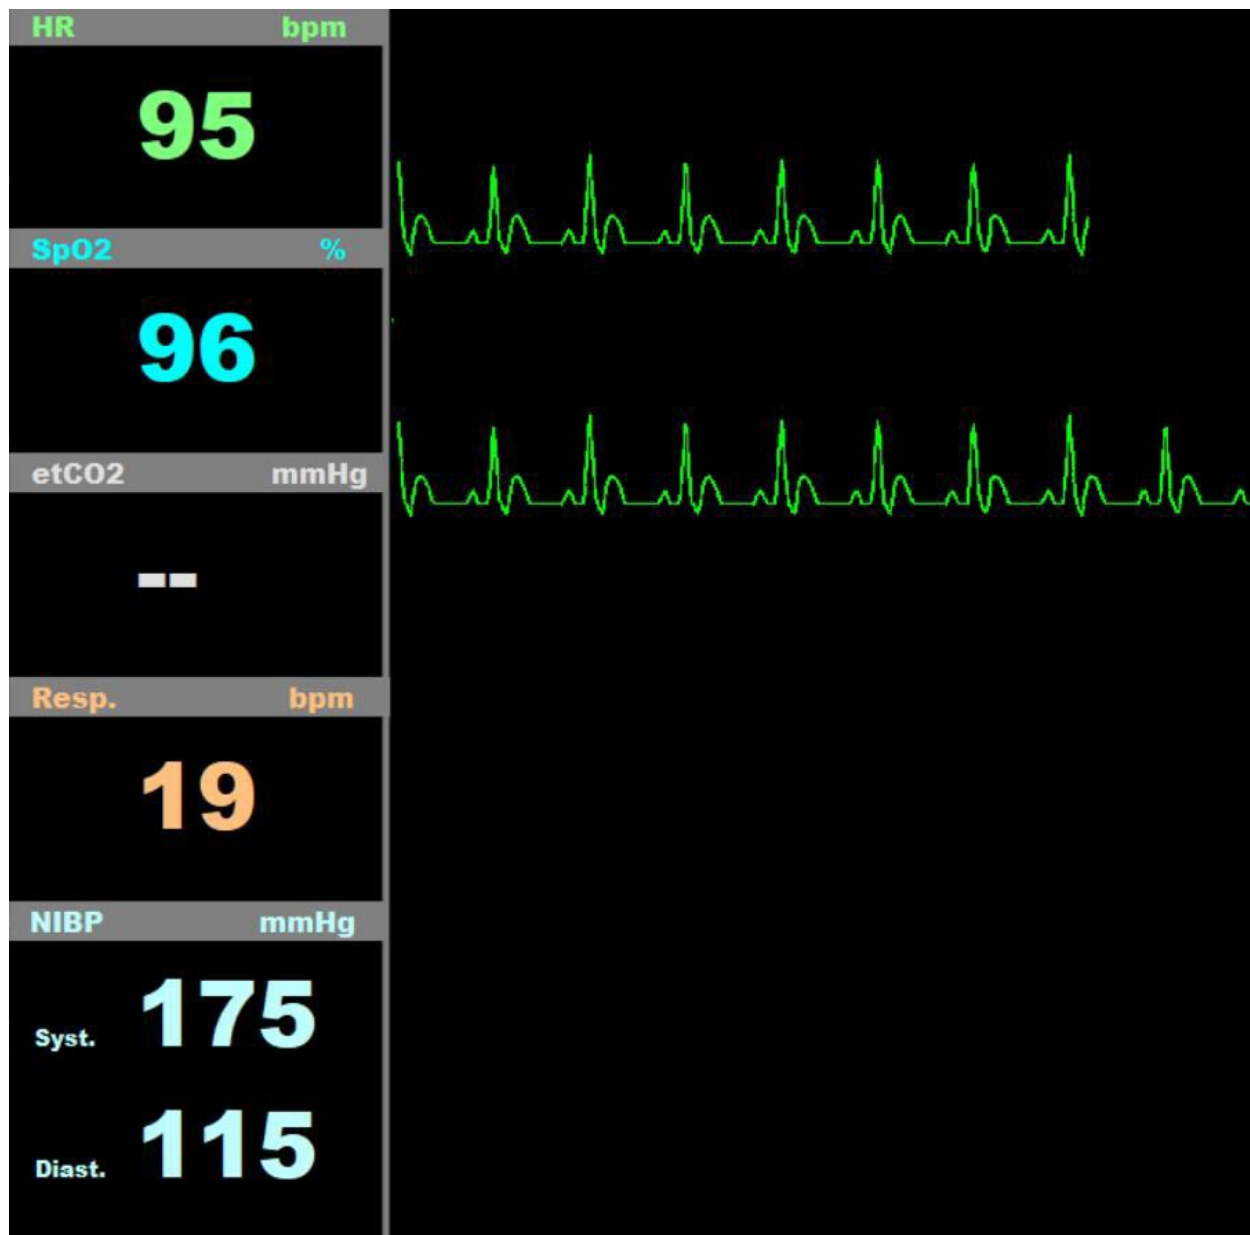 HR bpm
95
SpO2 %
96
etCO2 mmHg
--
Resp. bpm
19
NIBP mmHg
Syst. 175
Diast. 115